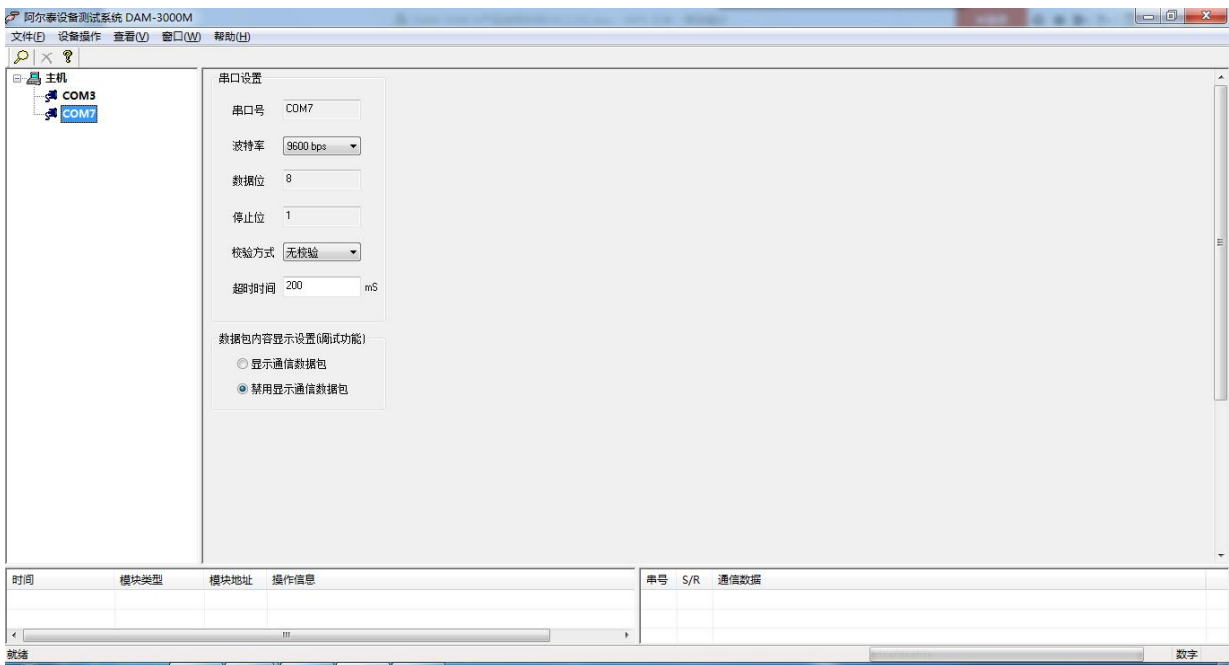 阿尔泰设备测试系统 DAM-3000M
文件(F) 设备操作 查看(V) 窗口(W) 帮助(H)
主机
COM3
COM7
串口设置
串口号 COM7
波特率 9600 bps
数据位 8
停止位 1
校验方式 无校验
超时时间 200 mS
数据包内容显示设置(调试功能)
显示通信数据包
禁用显示通信数据包
时间 模块类型 模块地址 操作信息
串号 S/R 通信数据
就绪 数字